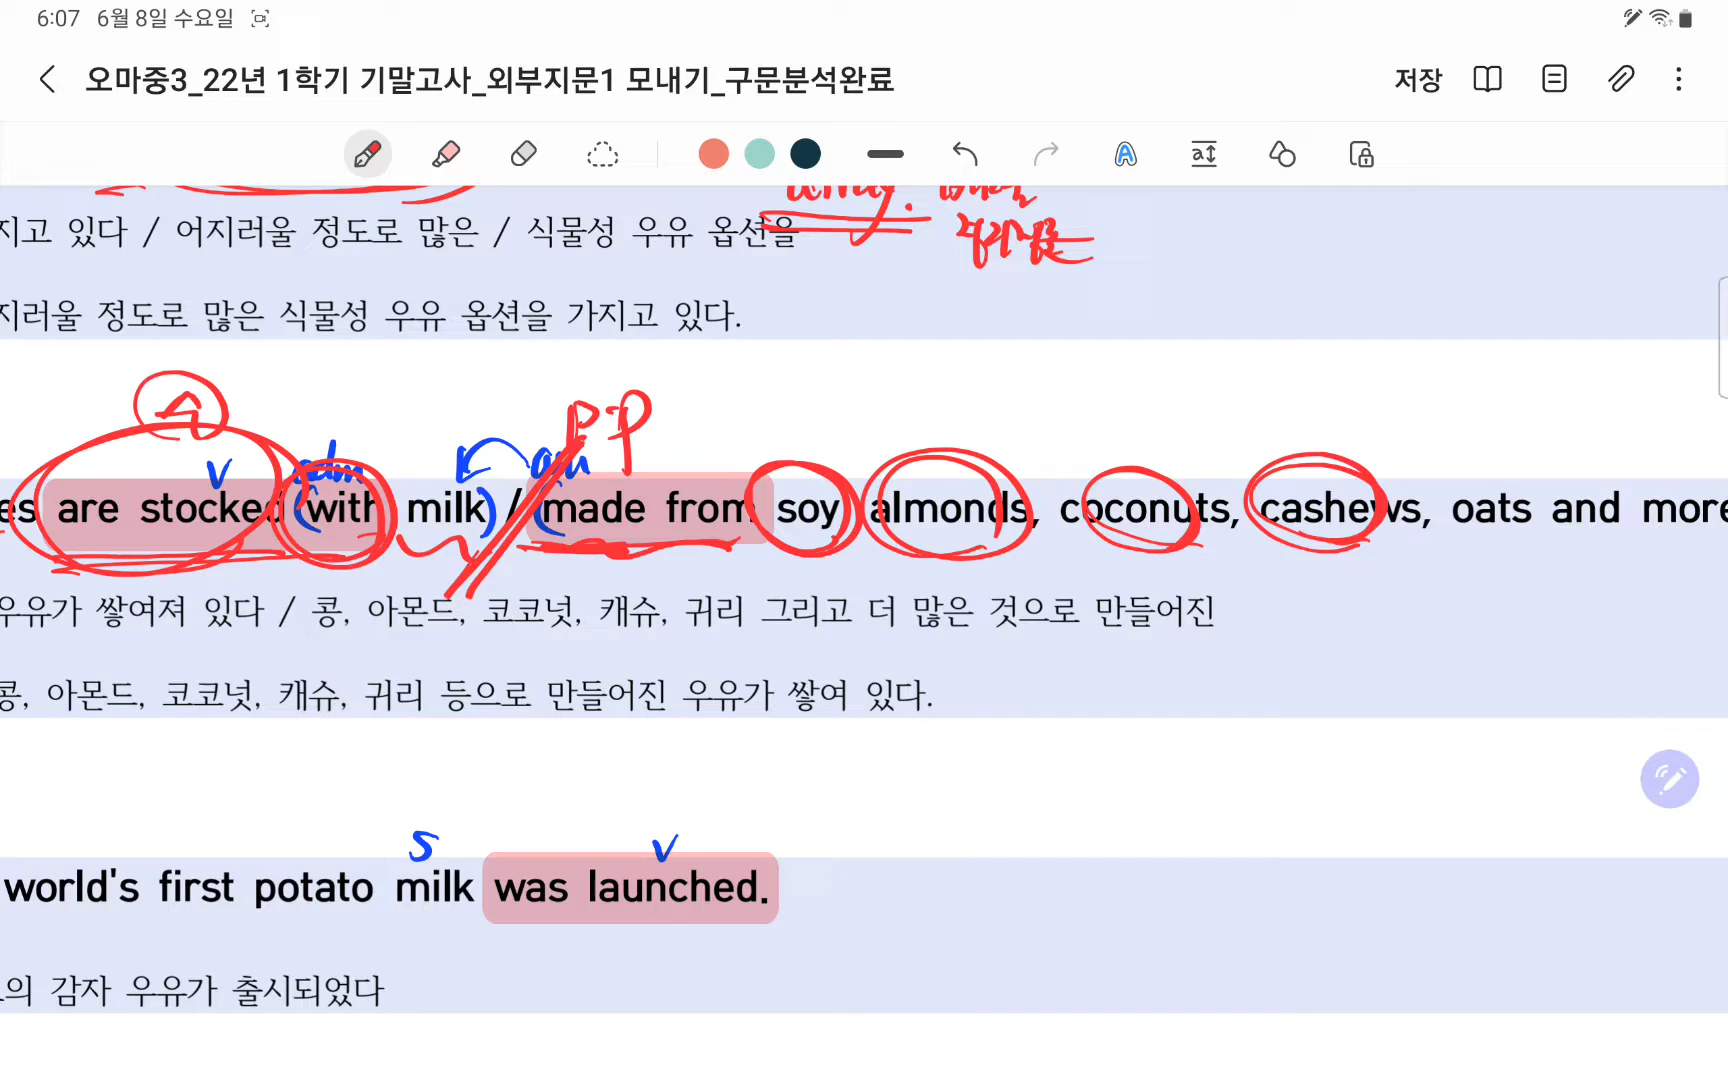 6:07 6월 8일 수요일
오마중3_22년 1학기 기말고사_외부지문1 모내기_구문분석완료
저장
지고 있다 / 어지러울 정도로 많은 / 식물성 우유 옵션을
지러울 정도로 많은 식물성 우유 옵션을 가지고 있다.
PP
v
es are stocked (with milk) / (made from soy almonds, coconuts, cashews, oats and more
우유가 쌓여져 있다 / 콩, 아몬드, 코코넛, 캐슈, 귀리 그리고 더 많은 것으로 만들어진
콩, 아몬드, 코코넛, 캐슈, 귀리 등으로 만들어진 우유가 쌓여 있다.
S v
world's first potato milk was launched.
의 감자 우유가 출시되었다